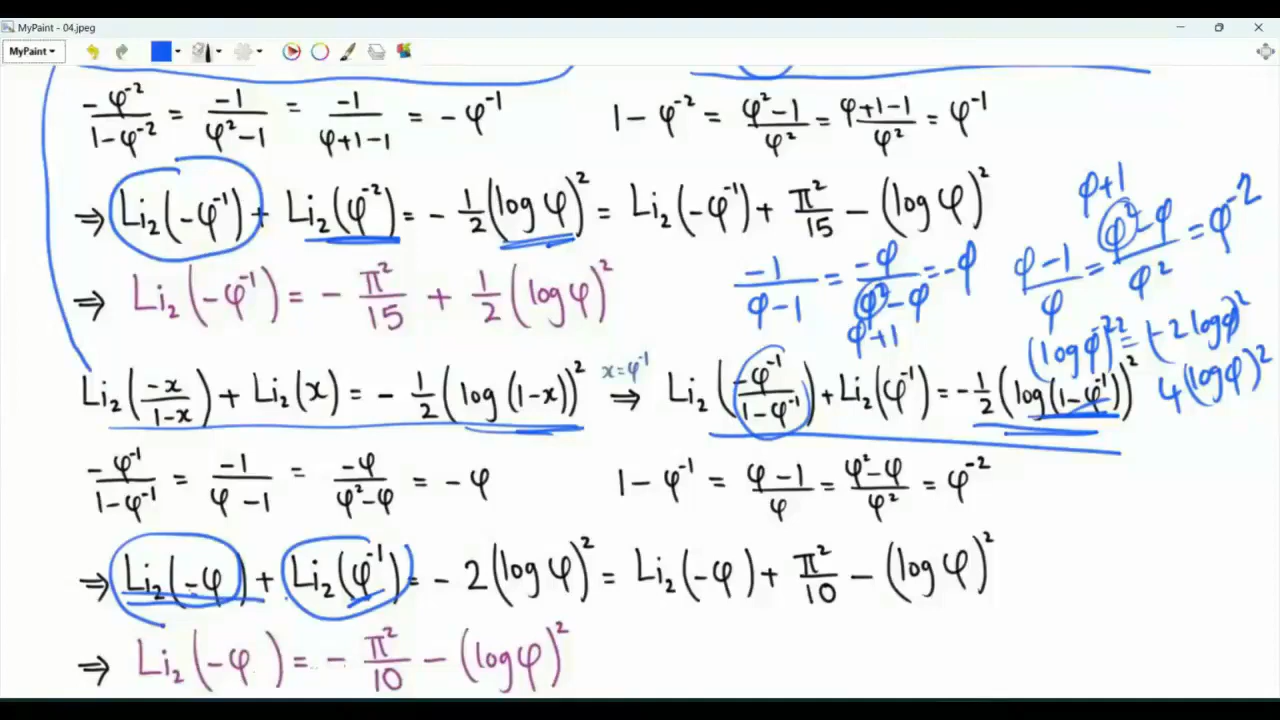 MyPaint - 04.jpeg
MyPaint
-φ⁻²/(1-φ⁻²) = -1/(φ²-1) = -1/(φ+1-1) = -φ⁻¹    1-φ⁻² = (φ²-1)/φ² = (φ+1-1)/φ² = φ⁻¹
⇒ Li₂(-φ⁻¹) + Li₂(φ⁻²) = -1/2 (log φ)² = Li₂(-φ⁻¹) + π²/15 - (log φ)²
⇒ Li₂(-φ⁻¹) = -π²/15 + 1/2 (log φ)²
-1/(φ-1) = -φ/(φ²-φ) = -φ
φ+1
(φ-1)/φ = (φ²-φ)/φ² = φ⁻²
φ+1
(log φ⁻²)² = (-2 log φ)²
4(log φ)²
Li₂(-x/(1-x)) + Li₂(x) = -1/2 (log (1-x))² x=φ⁻¹ ⇒ Li₂(-φ⁻¹/(1-φ⁻¹)) + Li₂(φ⁻¹) = -1/2 (log(1-φ⁻¹))²
-φ⁻¹/(1-φ⁻¹) = -1/(φ-1) = -φ/(φ²-φ) = -φ    1-φ⁻¹ = (φ-1)/φ = (φ²-φ)/φ² = φ⁻²
⇒ Li₂(-φ) + Li₂(φ⁻¹) = -2(log φ)² = Li₂(-φ) + π²/10 - (log φ)²
⇒ Li₂(-φ) = -π²/10 - (log φ)²